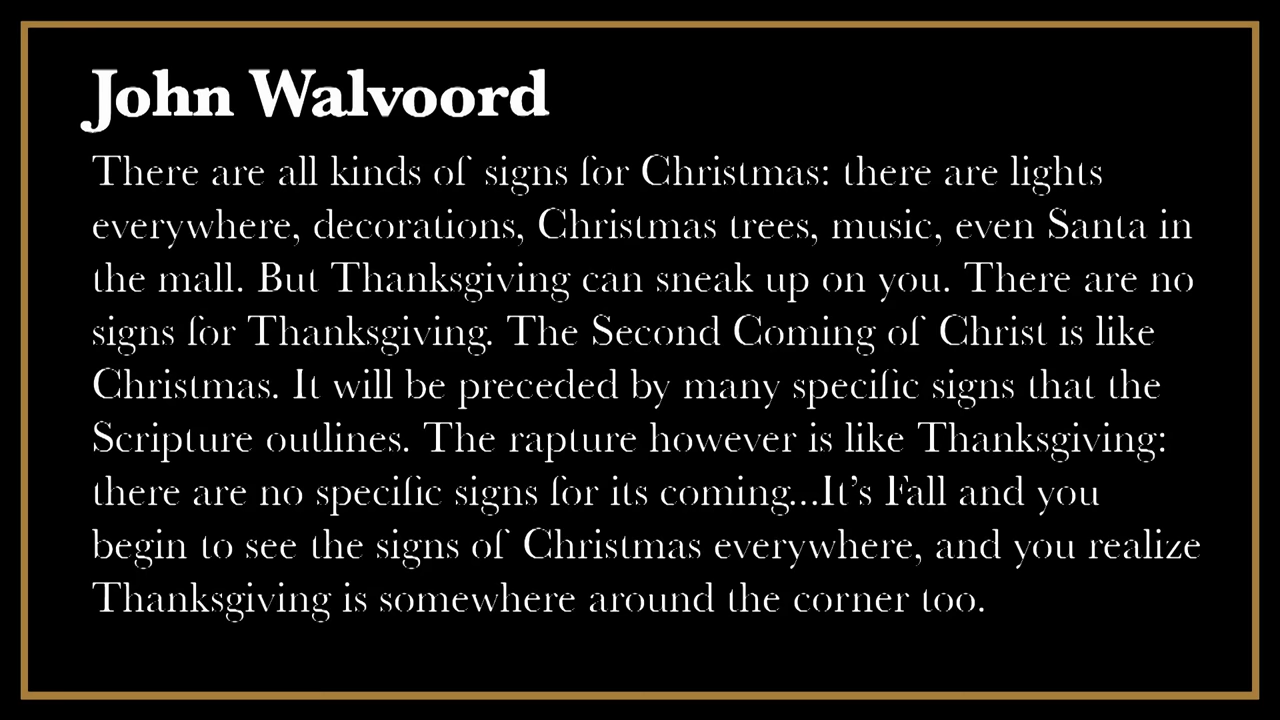 John Walvoord
There are all kinds of signs for Christmas: there are lights
everywhere, decorations, Christmas trees, music, even Santa in
the mall. But Thanksgiving can sneak up on you. There are no
signs for Thanksgiving. The Second Coming of Christ is like
Christmas. It will be preceded by many specific signs that the
Scripture outlines. The rapture however is like Thanksgiving:
there are no specific signs for its coming...It’s Fall and you
begin to see the signs of Christmas everywhere, and you realize
Thanksgiving is somewhere around the corner too.